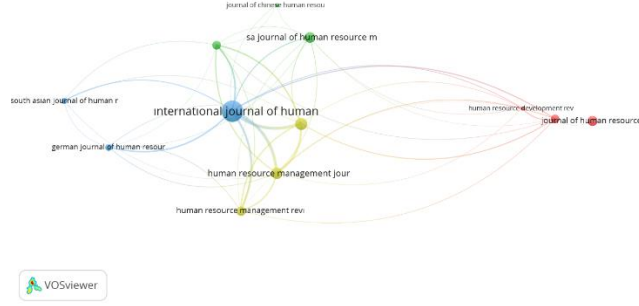 journal of chinese human resou
sa journal of human resource m
south asian journal of human r
international journal of human
human resource development rev
journal of human resource
german journal of human resour
human resource management jour
human resource management revi
VOSviewer